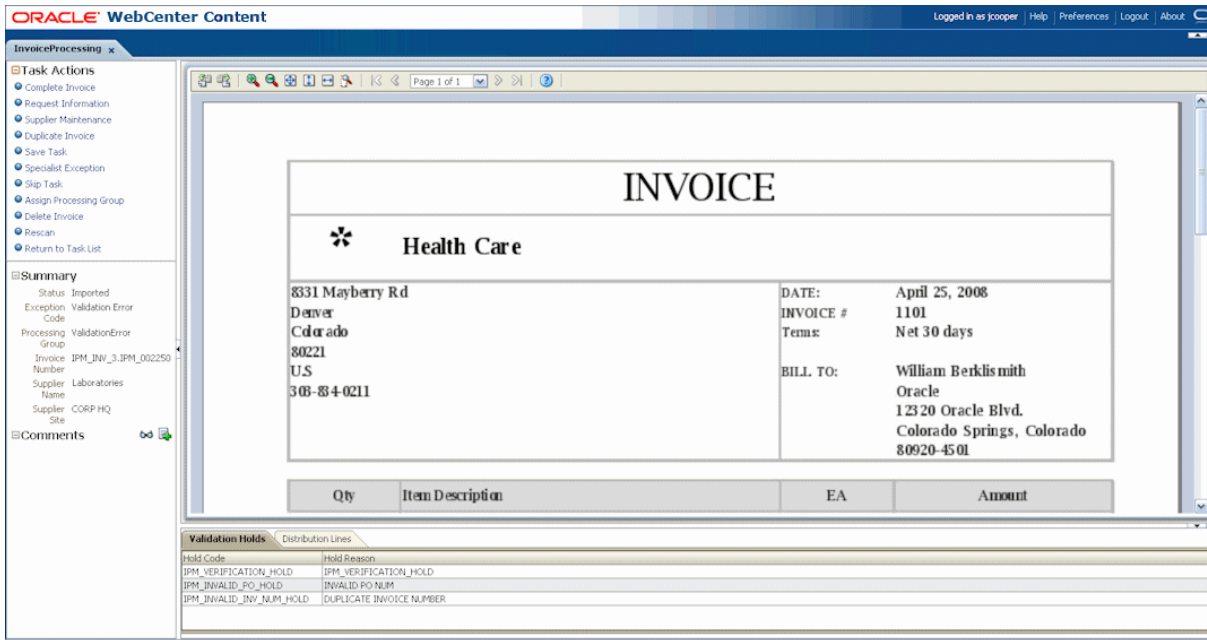 ORACLE WebCenter Content
Logged in as jcooper Help Preferences Logout About
InvoiceProcessing x
Task Actions
Complete Invoice
Request Information
Supplier Maintenance
Duplicate Invoice
Save Task
Specialist Exception
Skip Task
Assign Processing Group
Delete Invoice
Rescan
Return to Task List
Summary
Status Imported
Exception Code Validation Error
Processing Group ValidationError
Invoice Number IPM_INV_3.IPM_002250
Supplier Name Laboratories
Supplier Site CORP HQ
Comments
Page 1 of 1
INVOICE
* Health Care
8331 Mayberry Rd
Denver
Colorado
80221
U.S
303-834-0211
DATE: April 25, 2008
INVOICE # 1101
Terms: Net 30 days
BILL TO: William Berklismith
Oracle
12320 Oracle Blvd.
Colorado Springs, Colorado
80920-4501
Qty Item Description EA Amount
Validation Holds Distribution Lines
Hold Code Hold Reason
IPM_VERIFICATION_HOLD IPM_VERIFICATION_HOLD
IPM_INVALID_PO_HOLD INVALID PO NUM
IPM_INVALID_INV_NUM_HOLD DUPLICATE INVOICE NUMBER